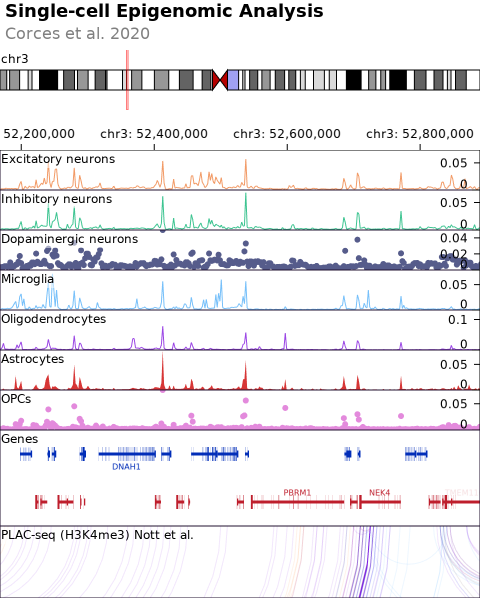 Single-cell Epigenomic Analysis
Corces et al. 2020
chr3
52,200,000 chr3: 52,400,000 chr3: 52,600,000 chr3: 52,800,000
Excitatory neurons 0.05
0
Inhibitory neurons 0.05
0
Dopaminergic neurons 0.04
0.02
0
Microglia 0.05
0
Oligodendrocytes 0.1
0
Astrocytes 0.05
0
OPCs 0.05
0
Genes
DNAH1
PBRM1 NEK4
PLAC-seq (H3K4me3) Nott et al.